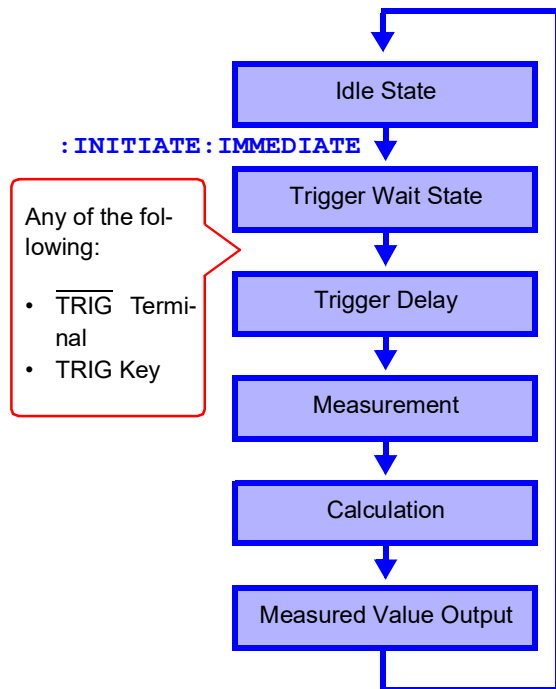 Idle State
:INITIATE:IMMEDIATE
Trigger Wait State
Any of the fol-
lowing:
• TRIG Termi-
nal
• TRIG Key
Trigger Delay
Measurement
Calculation
Measured Value Output